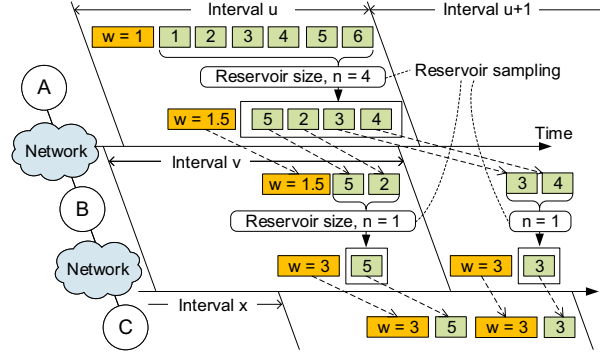 Interval u
Interval u+1
w = 1
1 2 3 4 5 6
Reservoir size, n = 4
Reservoir sampling
A
w = 1.5
5 2 3 4
Time
Network
Interval v
w = 1.5
5 2
3 4
B
Reservoir size, n = 1
n = 1
Network
w = 3
5
w = 3
3
Interval x
C
w = 3
5
w = 3
3